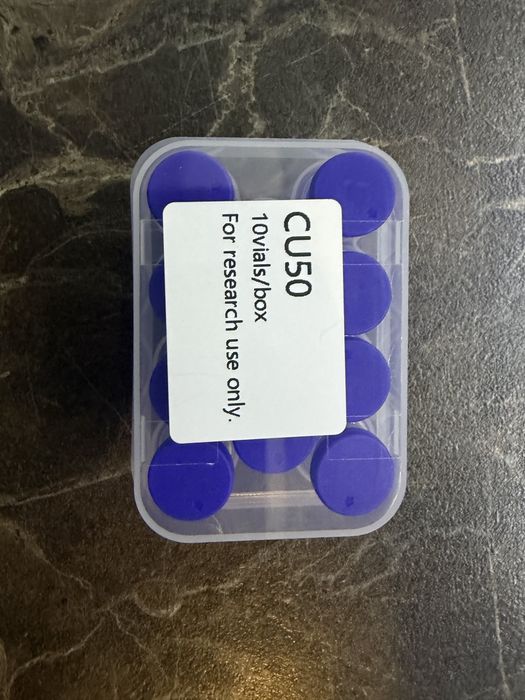 CU50
10vials/box
For research use only.